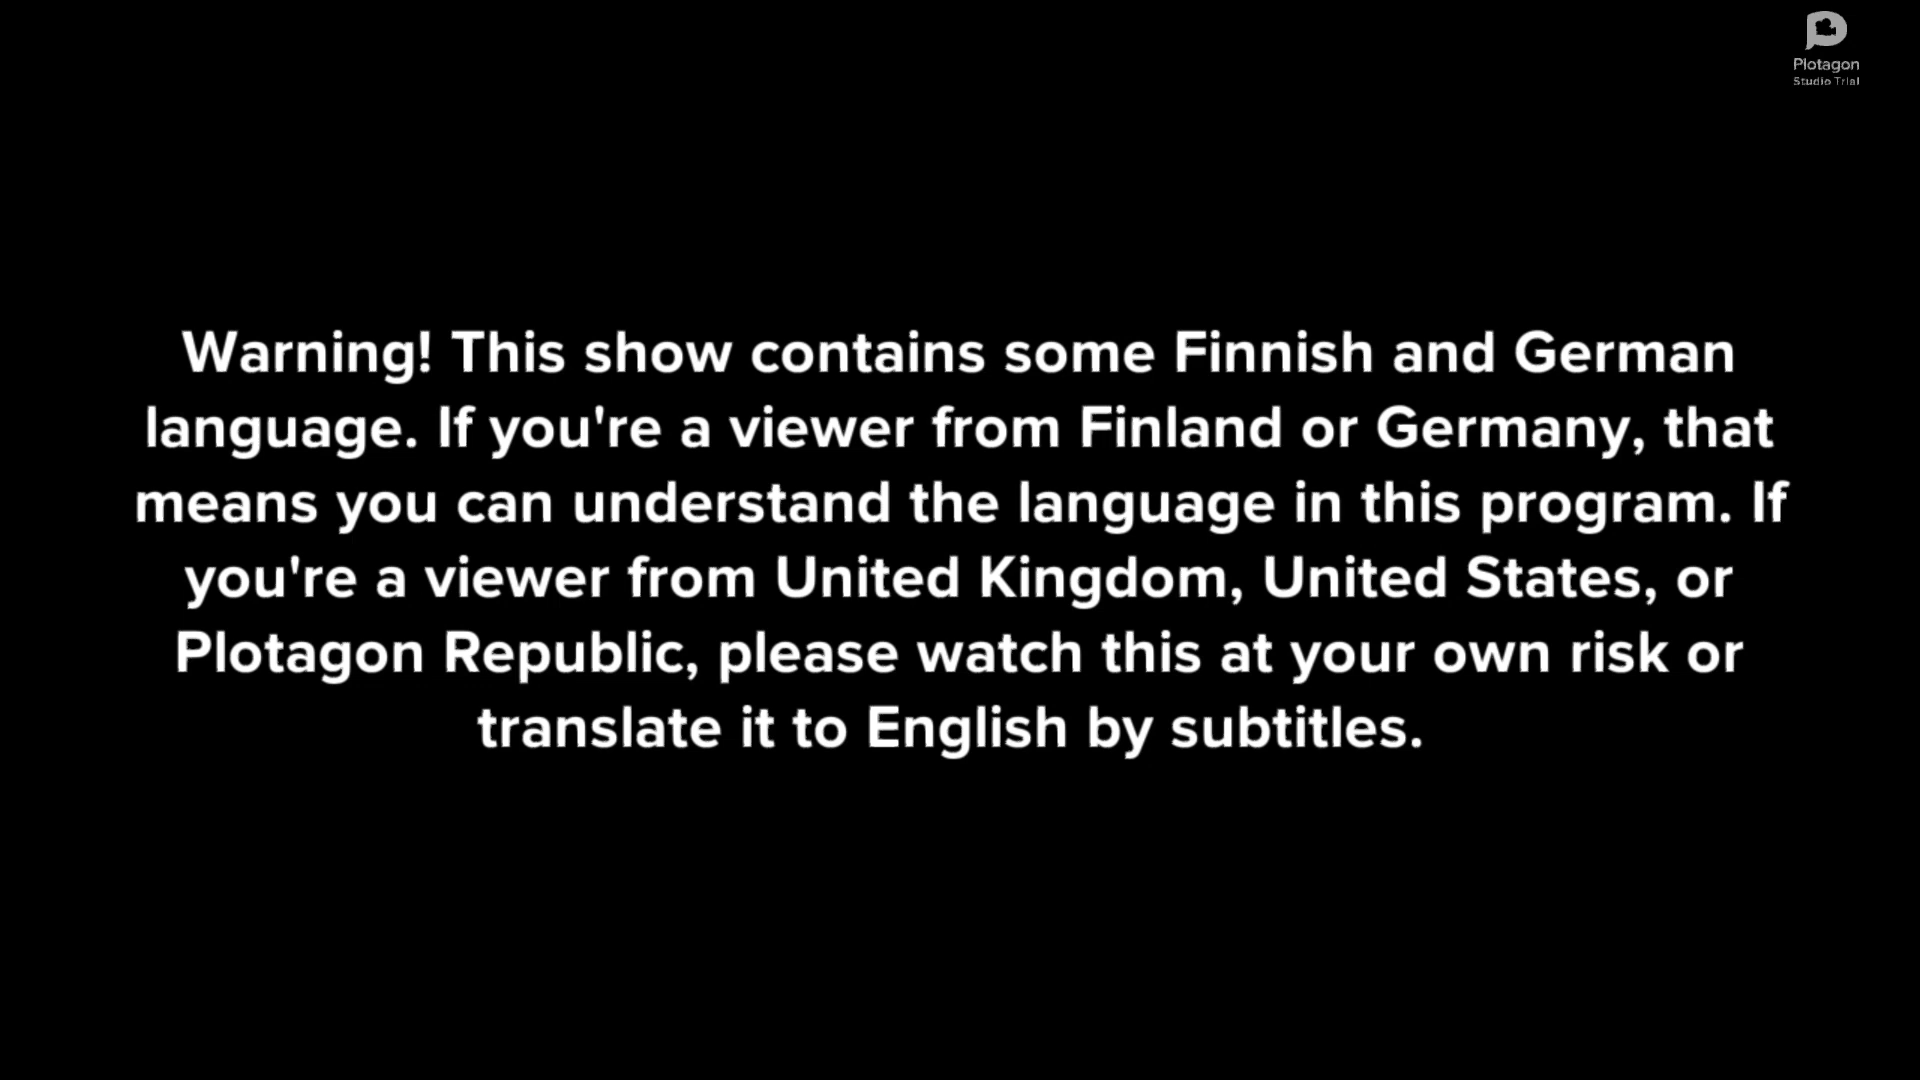 Plotagon
Studio Trial
Warning! This show contains some Finnish and German
language. If you're a viewer from Finland or Germany, that
means you can understand the language in this program. If
you're a viewer from United Kingdom, United States, or
Plotagon Republic, please watch this at your own risk or
translate it to English by subtitles.